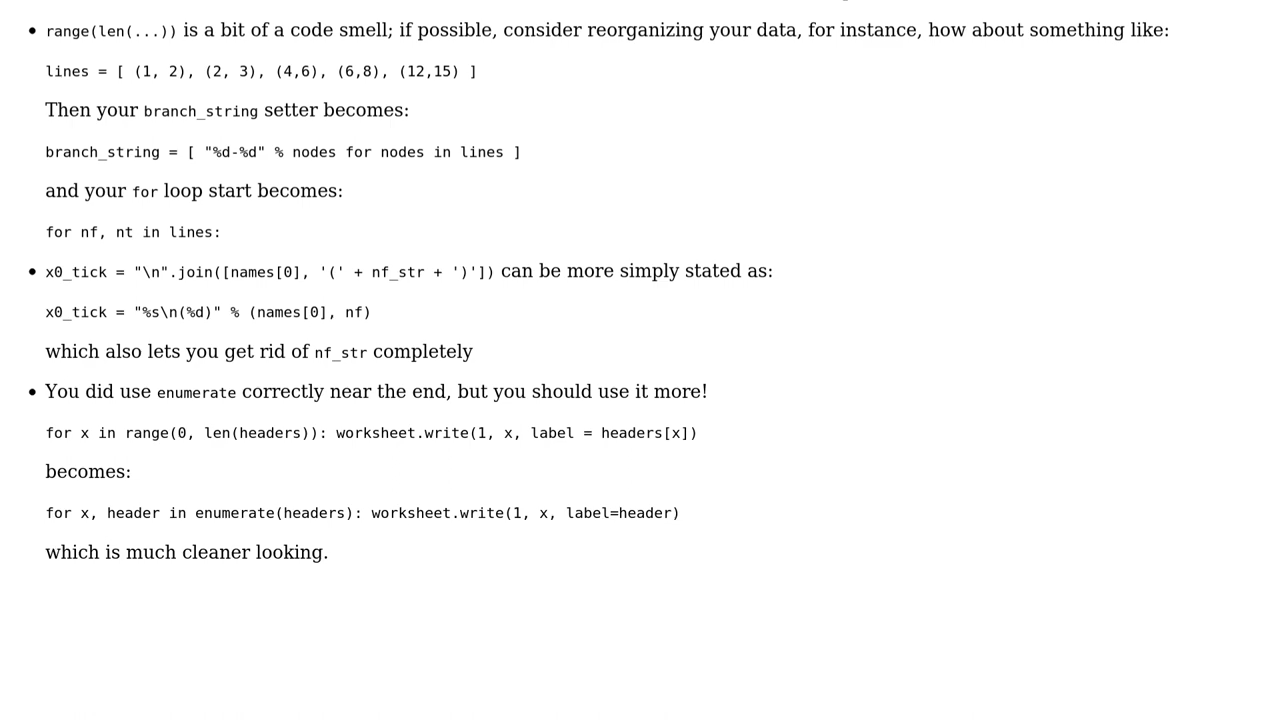 • range(len(...)) is a bit of a code smell; if possible, consider reorganizing your data, for instance, how about something like:
lines = [ (1, 2), (2, 3), (4,6), (6,8), (12,15) ]
Then your branch_string setter becomes:
branch_string = [ "%d-%d" % nodes for nodes in lines ]
and your for loop start becomes:
for nf, nt in lines:
• x0_tick = "\n".join([names[0], '(' + nf_str + ')']) can be more simply stated as:
x0_tick = "%s\n(%d)" % (names[0], nf)
which also lets you get rid of nf_str completely
• You did use enumerate correctly near the end, but you should use it more!
for x in range(0, len(headers)): worksheet.write(1, x, label = headers[x])
becomes:
for x, header in enumerate(headers): worksheet.write(1, x, label=header)
which is much cleaner looking.